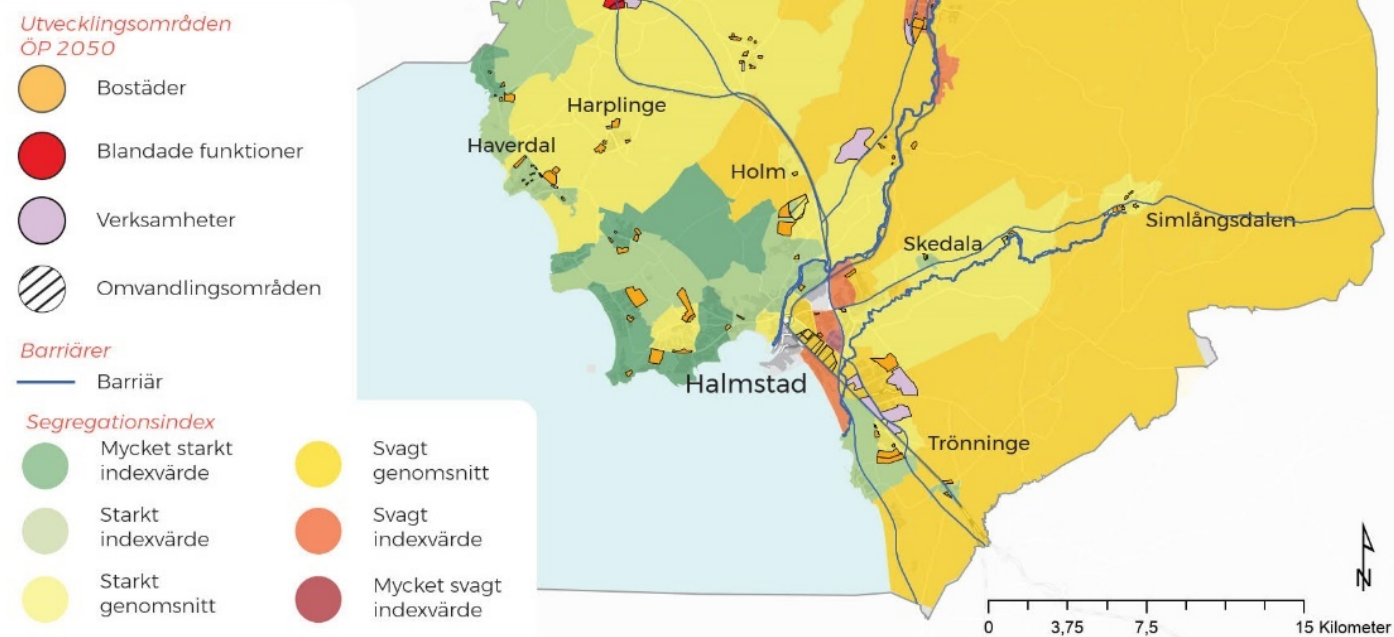 Utvecklingsområden
ÖP 2050
Bostäder
Blandade funktioner
Verksamheter
Omvandlingsområden
Barriärer
Barriär
Segregationsindex
Mycket starkt
indexvärde
Starkt
indexvärde
Starkt
genomsnitt
Svagt
genomsnitt
Svagt
indexvärde
Mycket svagt
indexvärde
Harplinge
Haverdal
Holm
Simlångsdalen
Skedala
Halmstad
Trönninge
N
0 3,75 7,5 15 Kilometer